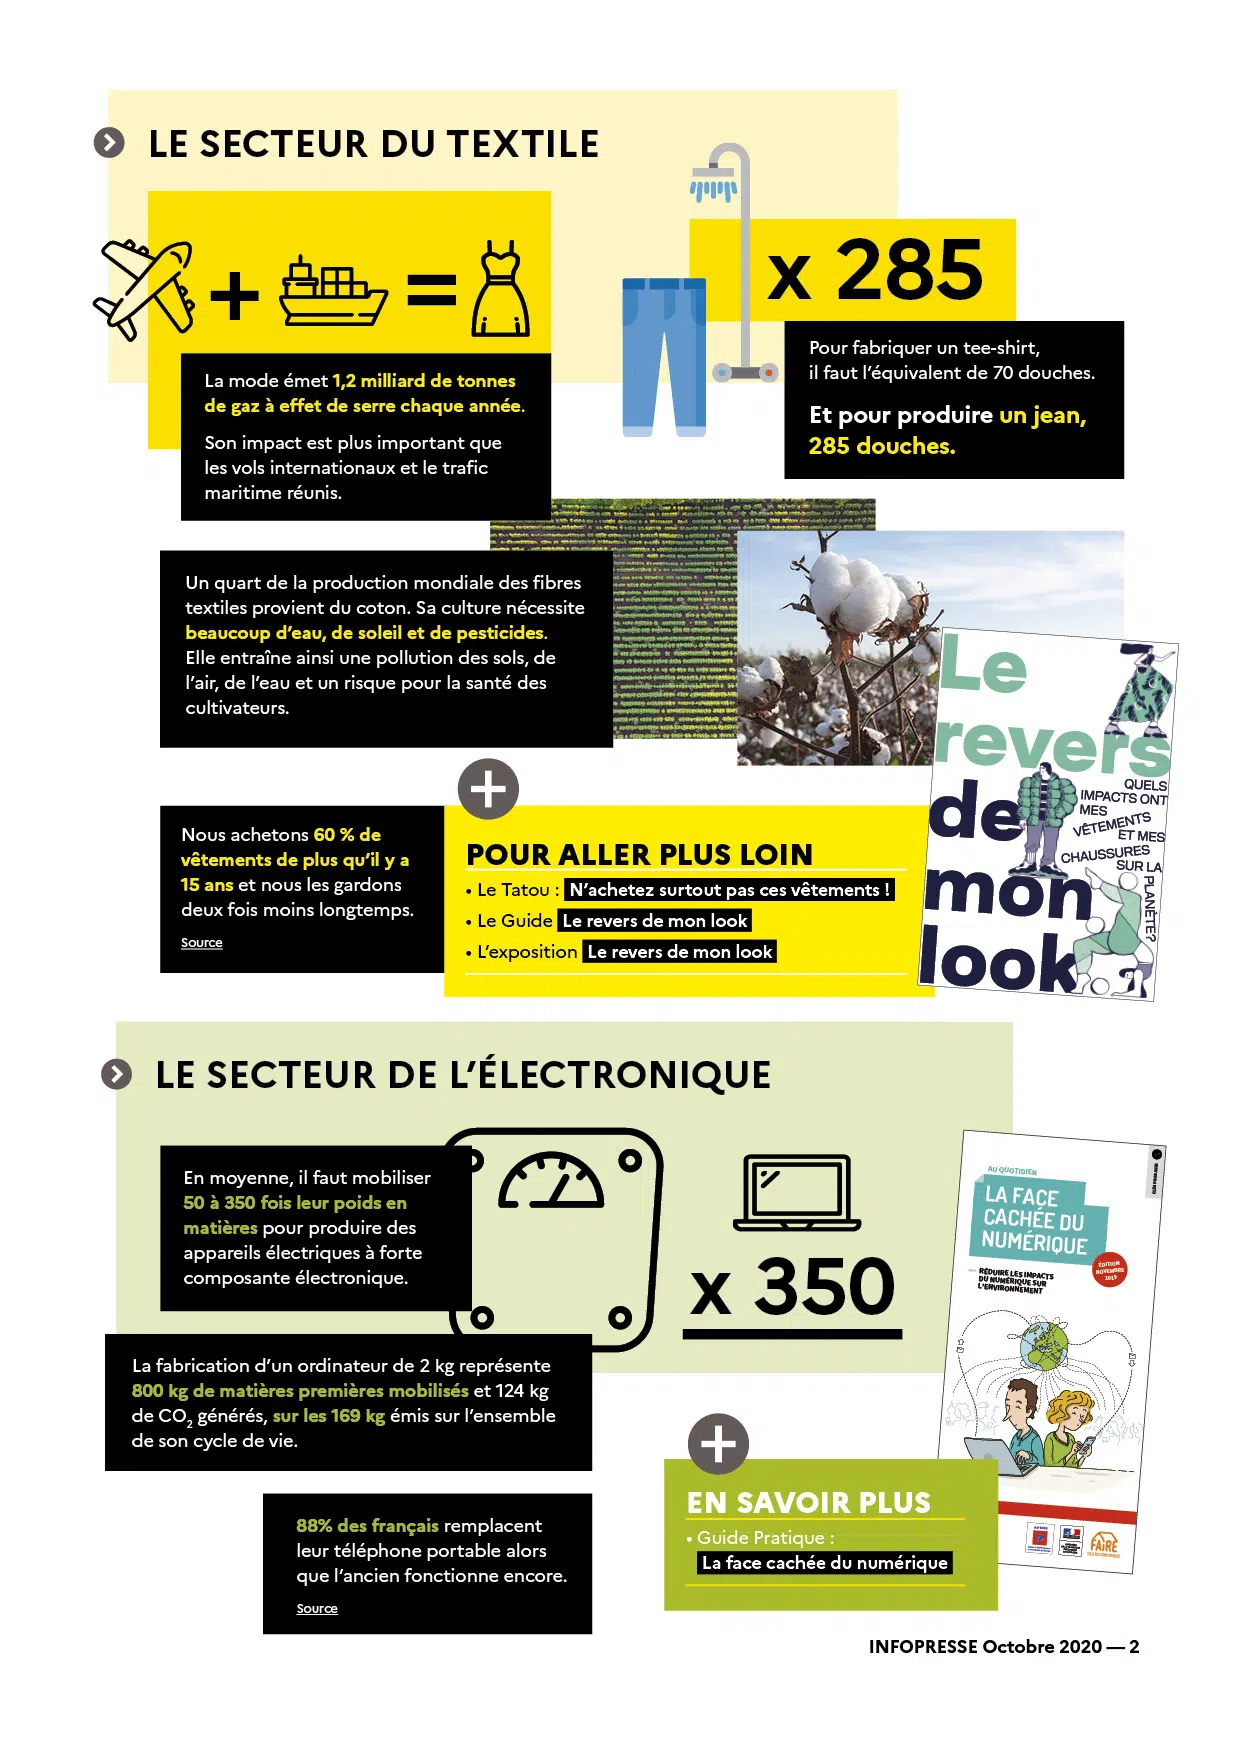 LE SECTEUR DU TEXTILE
x 285
La mode émet 1,2 milliard de tonnes
de gaz à effet de serre chaque année.
Son impact est plus important que
les vols internationaux et le trafic
maritime réunis.
Pour fabriquer un tee-shirt,
il faut l'équivalent de 70 douches.
Et pour produire un jean,
285 douches.
Un quart de la production mondiale des fibres
textiles provient du coton. Sa culture nécessite
beaucoup d'eau, de soleil et de pesticides.
Elle entraîne ainsi une pollution des sols, de
l'air, de l'eau et un risque pour la santé des
cultivateurs.
Le
revers
de
mon
look
QUELS
IMPACTS ONT
MES
VÊTEMENTS
ET MES
CHAUSSURES
SUR LA
PLANÈTE?
Nous achetons 60 % de
vêtements de plus qu'il y a
15 ans et nous les gardons
deux fois moins longtemps.
Source
POUR ALLER PLUS LOIN
• Le Tatou : N'achetez surtout pas ces vêtements !
• Le Guide Le revers de mon look
• L'exposition Le revers de mon look
LE SECTEUR DE L'ÉLECTRONIQUE
En moyenne, il faut mobiliser
50 à 350 fois leur poids en
matières pour produire des
appareils électriques à forte
composante électronique.
x 350
La fabrication d'un ordinateur de 2 kg représente
800 kg de matières premières mobilisés et 124 kg
de CO2 générés, sur les 169 kg émis sur l'ensemble
de son cycle de vie.
88% des français remplacent
leur téléphone portable alors
que l'ancien fonctionne encore.
Source
AU QUOTIDIEN
LA FACE
CACHÉE DU
NUMÉRIQUE
ÉDITION
NOVEMBRE
2019
RÉDUIRE LES IMPACTS
DU NUMÉRIQUE SUR
L'ENVIRONNEMENT
ADEME
FAIRE
EN SAVOIR PLUS
• Guide Pratique :
La face cachée du numérique
INFOPRESSE Octobre 2020 — 2